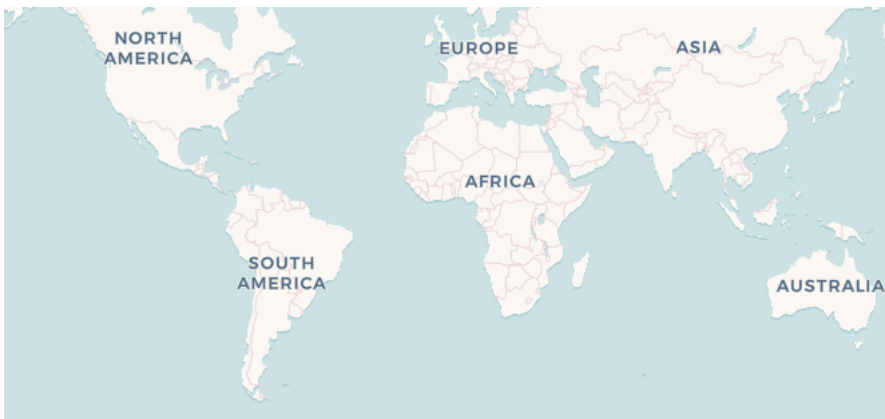 NORTH
AMERICA
EUROPE
ASIA
AFRICA
SOUTH
AMERICA
AUSTRALIA